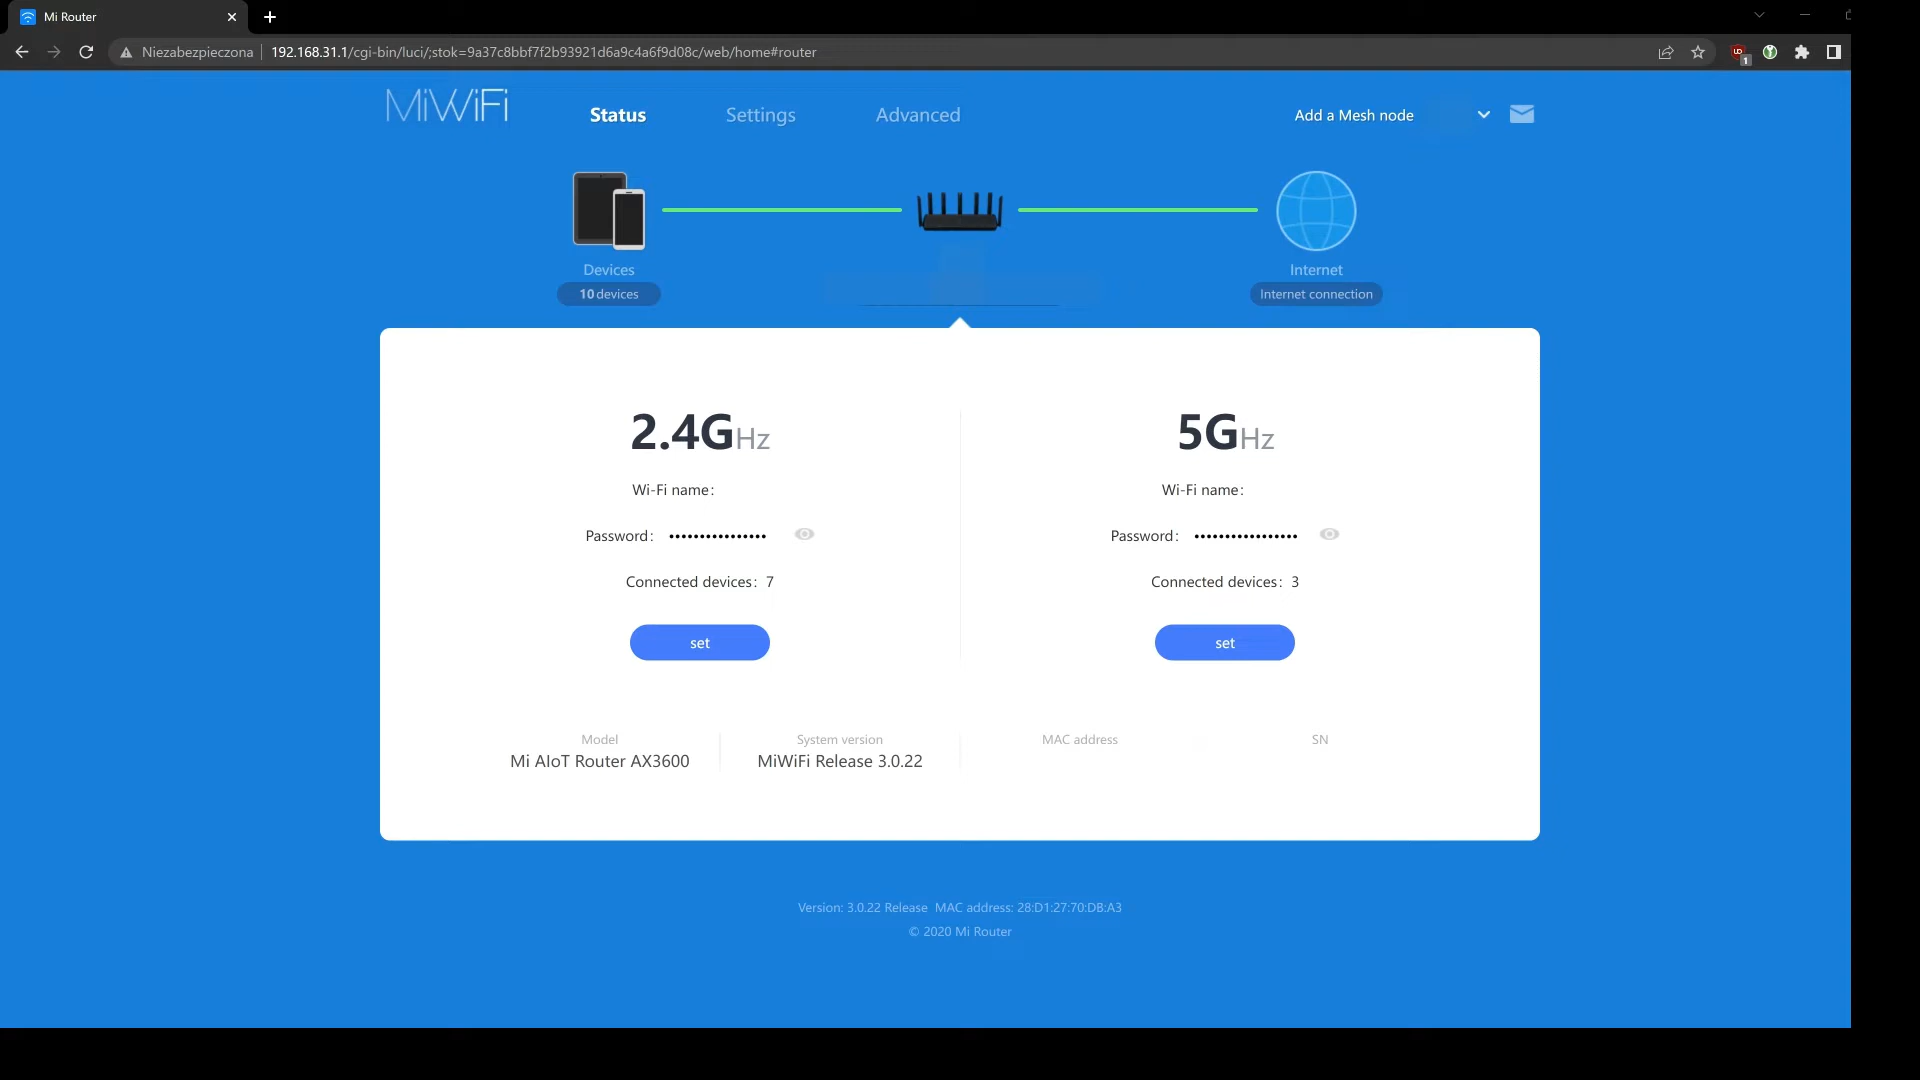 Mi Router
Niezabezpieczona 192.168.31.1/cgi-bin/luci/;stok=9a37c8bbf7f2b93921d6a9c4a6f9d08c/web/home#router
1
MiWiFi Status Settings Advanced Add a Mesh node
Devices
10 devices
Internet
Internet connection
2.4GHz
Wi-Fi name:
Password: ••••••••••••••••
Connected devices: 7
set
5GHz
Wi-Fi name:
Password: •••••••••••••••••
Connected devices: 3
set
Model
Mi AIoT Router AX3600
System version
MiWiFi Release 3.0.22
MAC address
SN
Version: 3.0.22 Release MAC address: 28:D1:27:70:DB:A3
© 2020 Mi Router